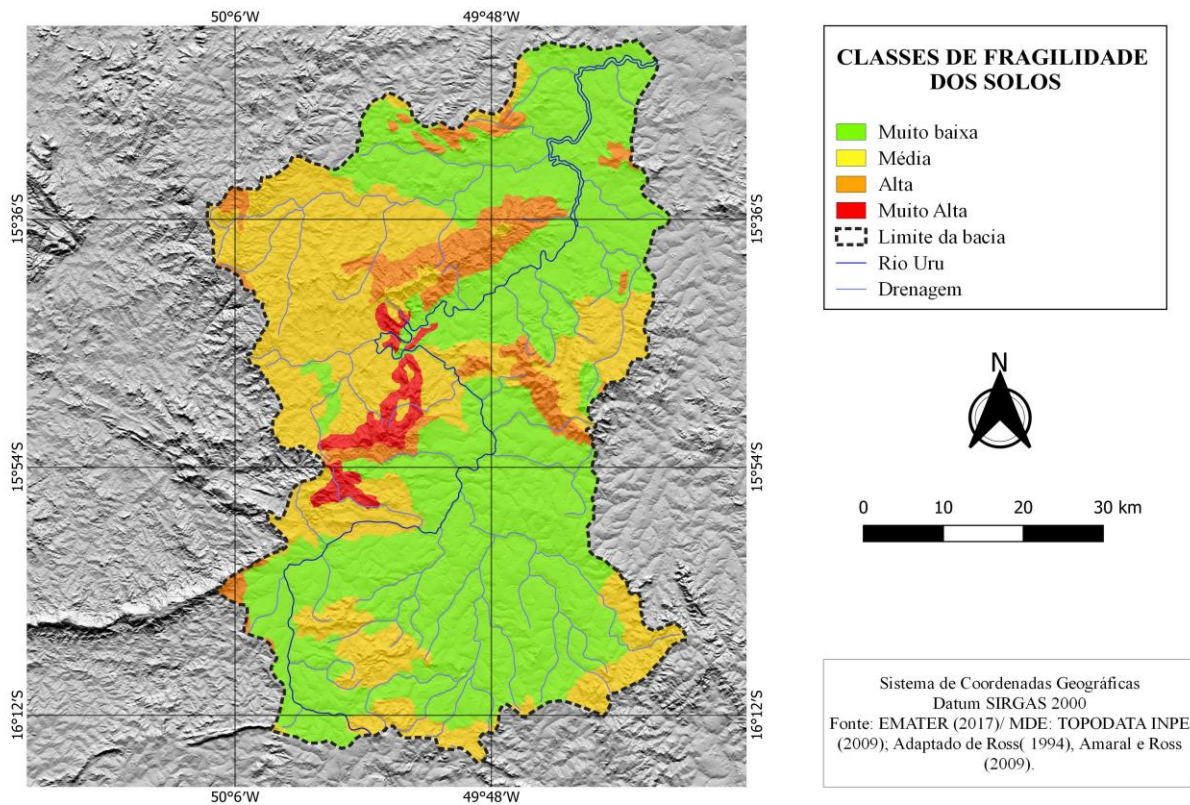 50°6'W
49°48'W
15°36'S
15°36'S
15°54'S
15°54'S
16°12'S
16°12'S
50°6'W
49°48'W
CLASSES DE FRAGILIDADE
DOS SOLOS
Muito baixa
Média
Alta
Muito Alta
Limite da bacia
Rio Uru
Drenagem
N
0 10 20 30 km
Sistema de Coordenadas Geográficas
Datum SIRGAS 2000
Fonte: EMATER (2017)/ MDE: TOPODATA INPE
(2009); Adaptado de Ross( 1994), Amaral e Ross
(2009).